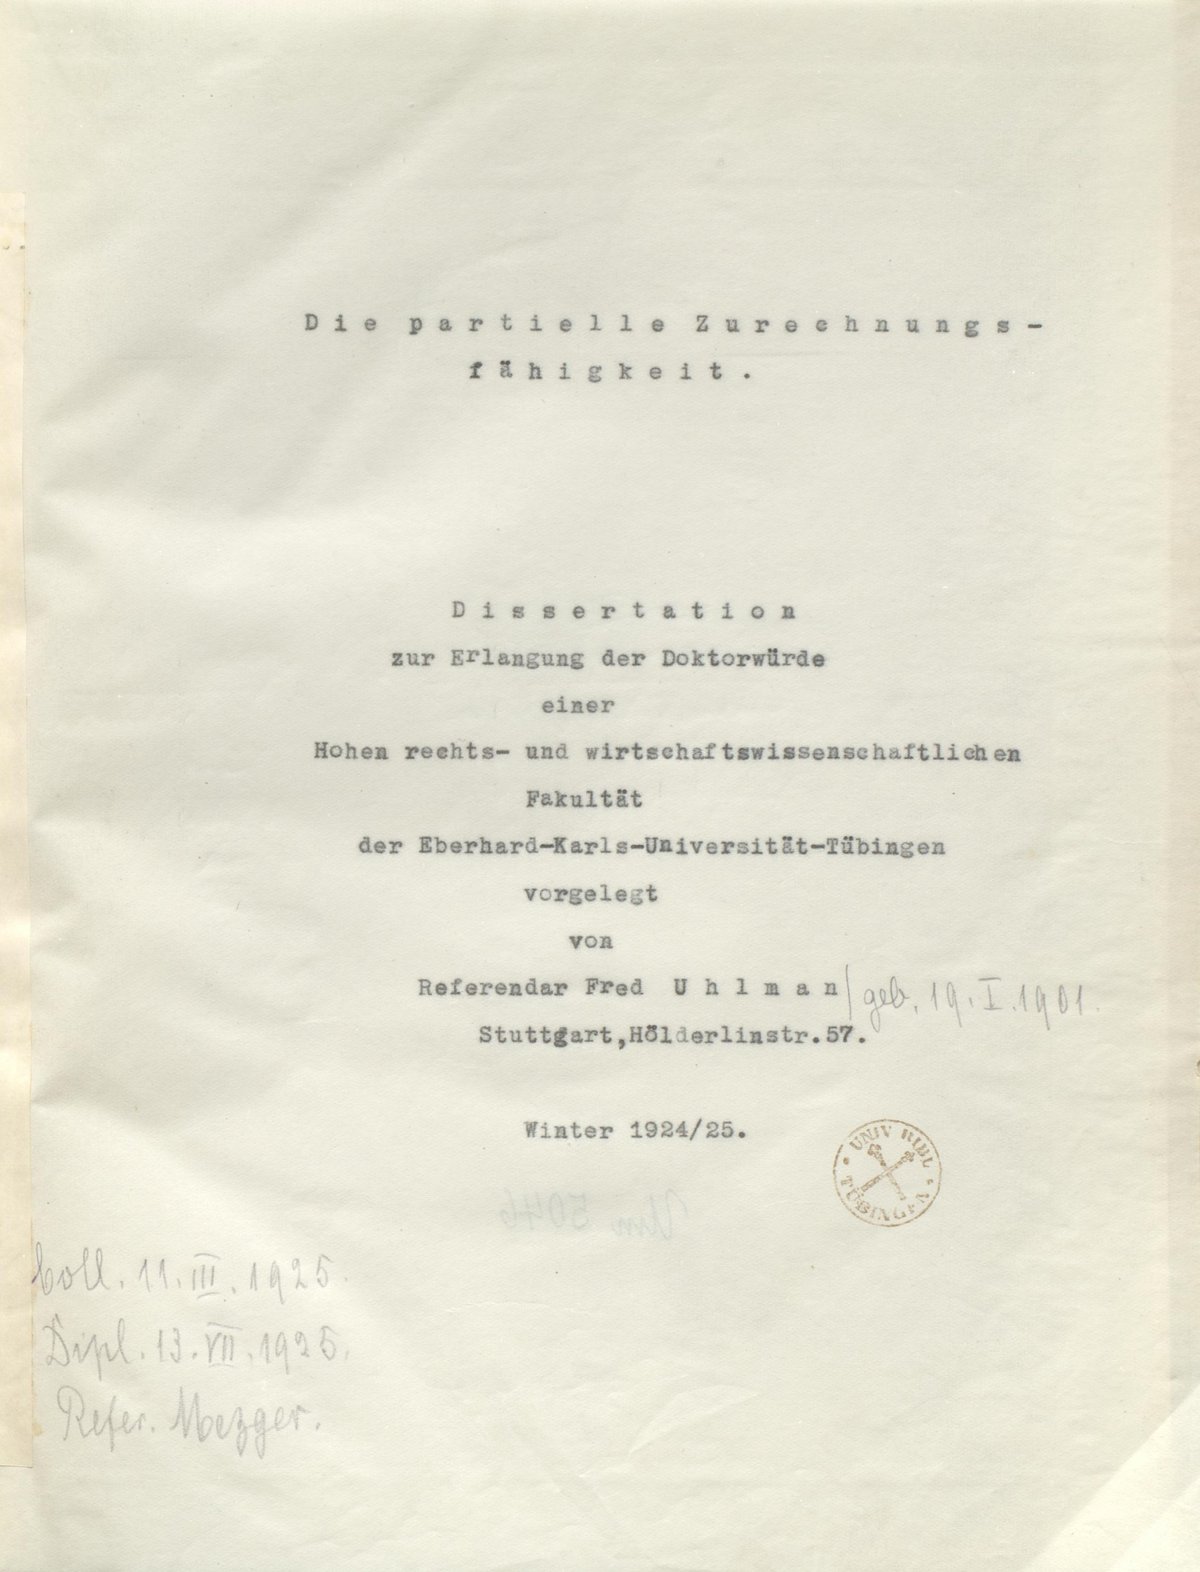 Die partielle Zurechnungs-
fähigkeit.
Dissertation
zur Erlangung der Doktorwürde
einer
Hohen rechts- und wirtschaftswissenschaftlichen
Fakultät
der Eberhard-Karls-Universität-Tübingen
vorgelegt
von
Referendar Fred Uhlman / geb. 19. I. 1901.
Stuttgart,Hölderlinstr.57.
Winter 1924/25.
UNIV BIBL
TÜBINGEN
Um 5046
Coll. 11. III. 1925.
Dipl. 13. VII. 1925.
Refer. Mezger.